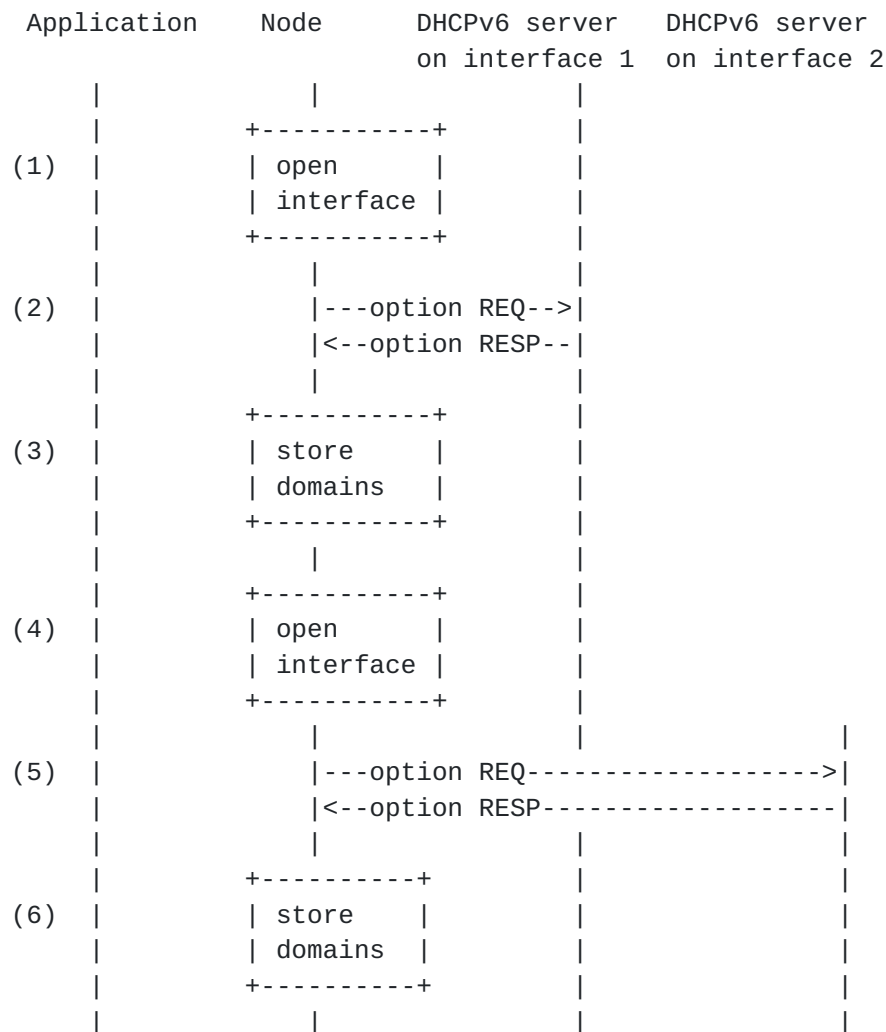 Application    Node      DHCPv6 server   DHCPv6 server
                         on interface 1  on interface 2
     |             |                |
     |         +-----------+        |
(1)  |         | open      |        |
     |         | interface |        |
     |         +-----------+        |
     |             |                |
(2)  |             |---option REQ-->|
     |             |<--option RESP--|
     |             |                |
     |         +-----------+        |
(3)  |         | store     |        |
     |         | domains   |        |
     |         +-----------+        |
     |             |                |
     |         +-----------+        |
(4)  |         | open      |        |
     |         | interface |        |
     |         +-----------+        |
     |             |                |                |
(5)  |             |---option REQ------------------->|
     |             |<--option RESP-------------------|
     |             |                |                |
     |         +----------+         |                |
(6)  |         | store    |         |                |
     |         | domains  |         |                |
     |         +----------+         |                |
     |             |                |                |